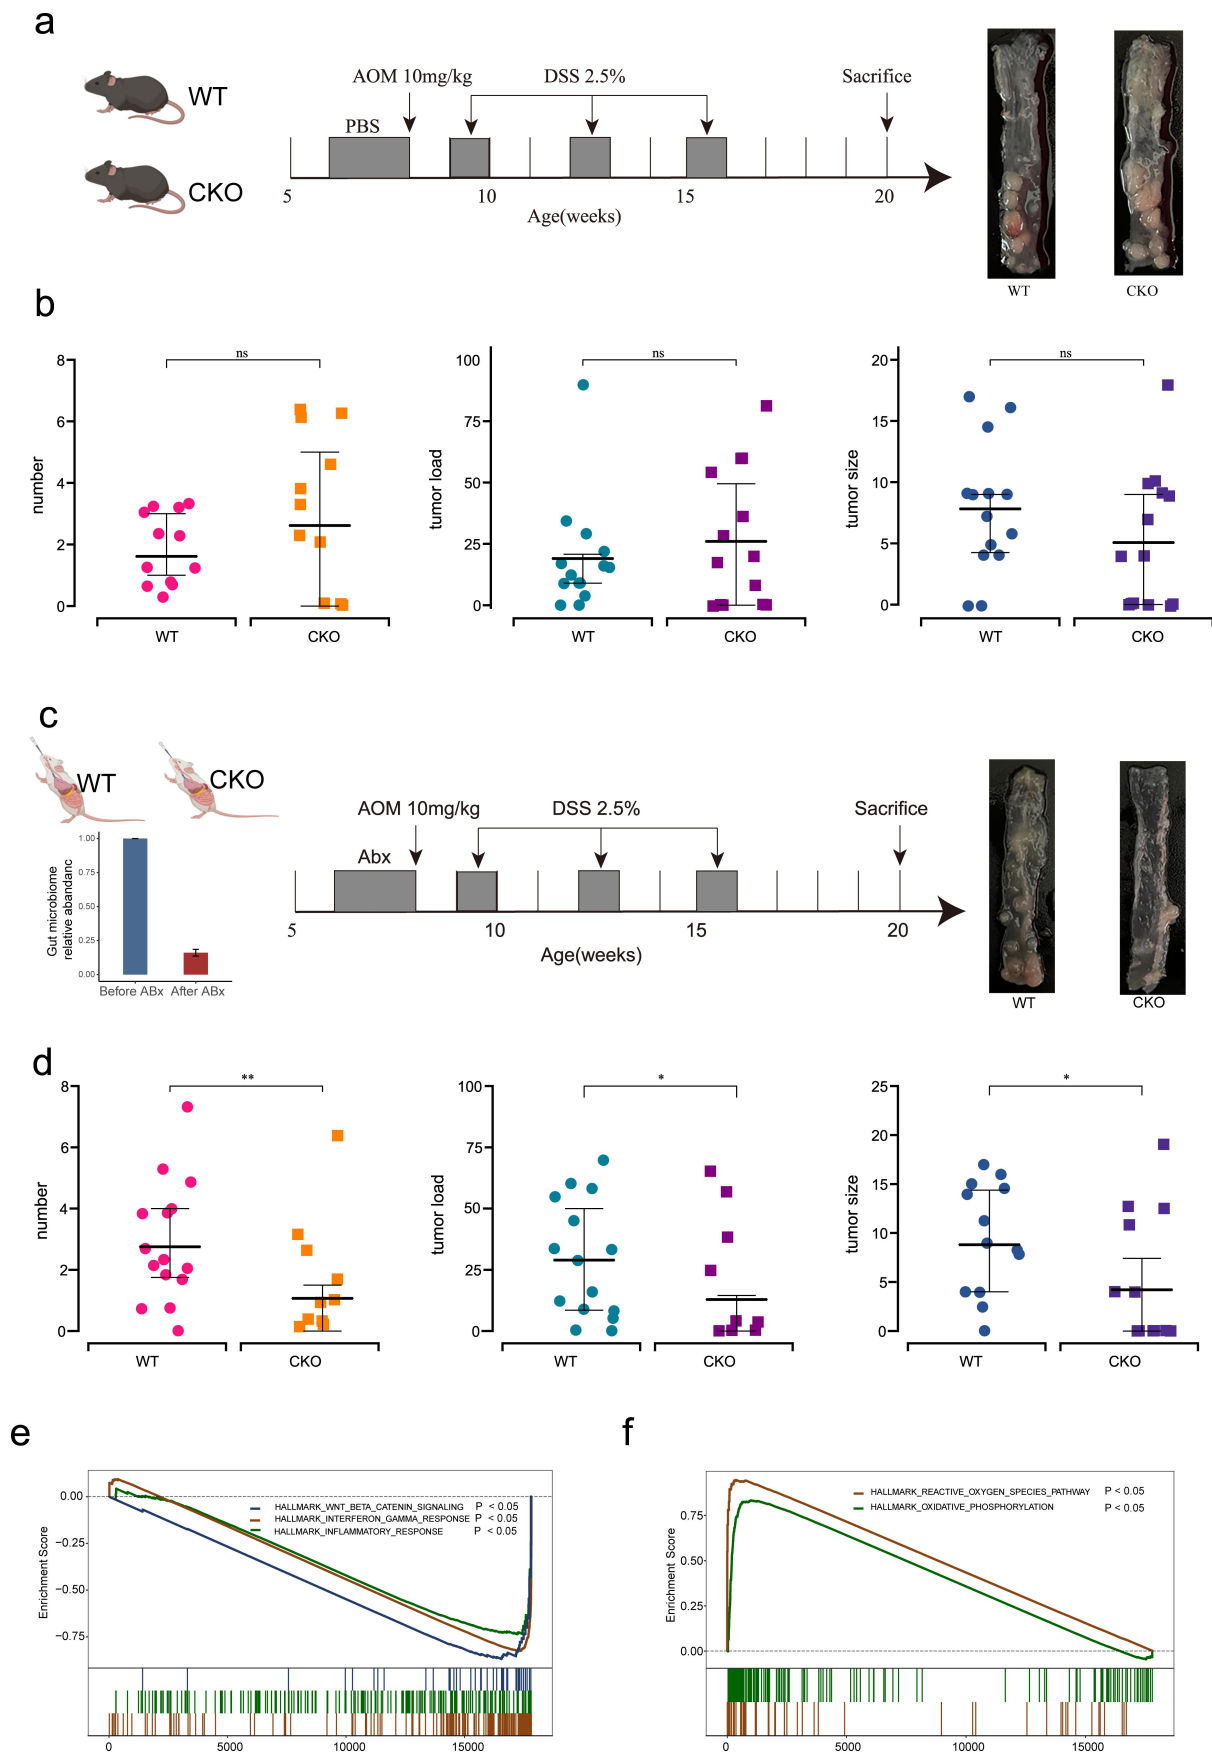 a
WT
CKO
AOM 10mg/kg
DSS 2.5%
Sacrifice
PBS
5
10
15
20
Age(weeks)
WT
CKO
b
number
8
6
4
2
0
ns
WT
CKO
tumor load
100
75
50
25
0
ns
WT
CKO
tumor size
20
15
10
5
0
ns
WT
CKO
c
WT
CKO
Gut microbiome
relative abundanc
1.00
0.75
0.50
0.25
0.00
Before ABx
After ABx
AOM 10mg/kg
DSS 2.5%
Sacrifice
Abx
5
10
15
20
Age(weeks)
WT
CKO
d
number
8
6
4
2
0
**
WT
CKO
tumor load
100
75
50
25
0
*
WT
CKO
tumor size
25
20
15
10
5
0
*
WT
CKO
e
Enrichment Score
0.00
−0.25
−0.50
−0.75
HALLMARK_WNT_BETA_CATENIN_SIGNALING P < 0.05
HALLMARK_INTERFERON_GAMMA_RESPONSE P < 0.05
HALLMARK_INFLAMMATORY_RESPONSE P < 0.05
0
5000
10000
15000
f
Enrichment Score
0.75
0.50
0.25
0.00
HALLMARK_REACTIVE_OXYGEN_SPECIES_PATHWAY P < 0.05
HALLMARK_OXIDATIVE_PHOSPHORYLATION P < 0.05
0
5000
10000
15000